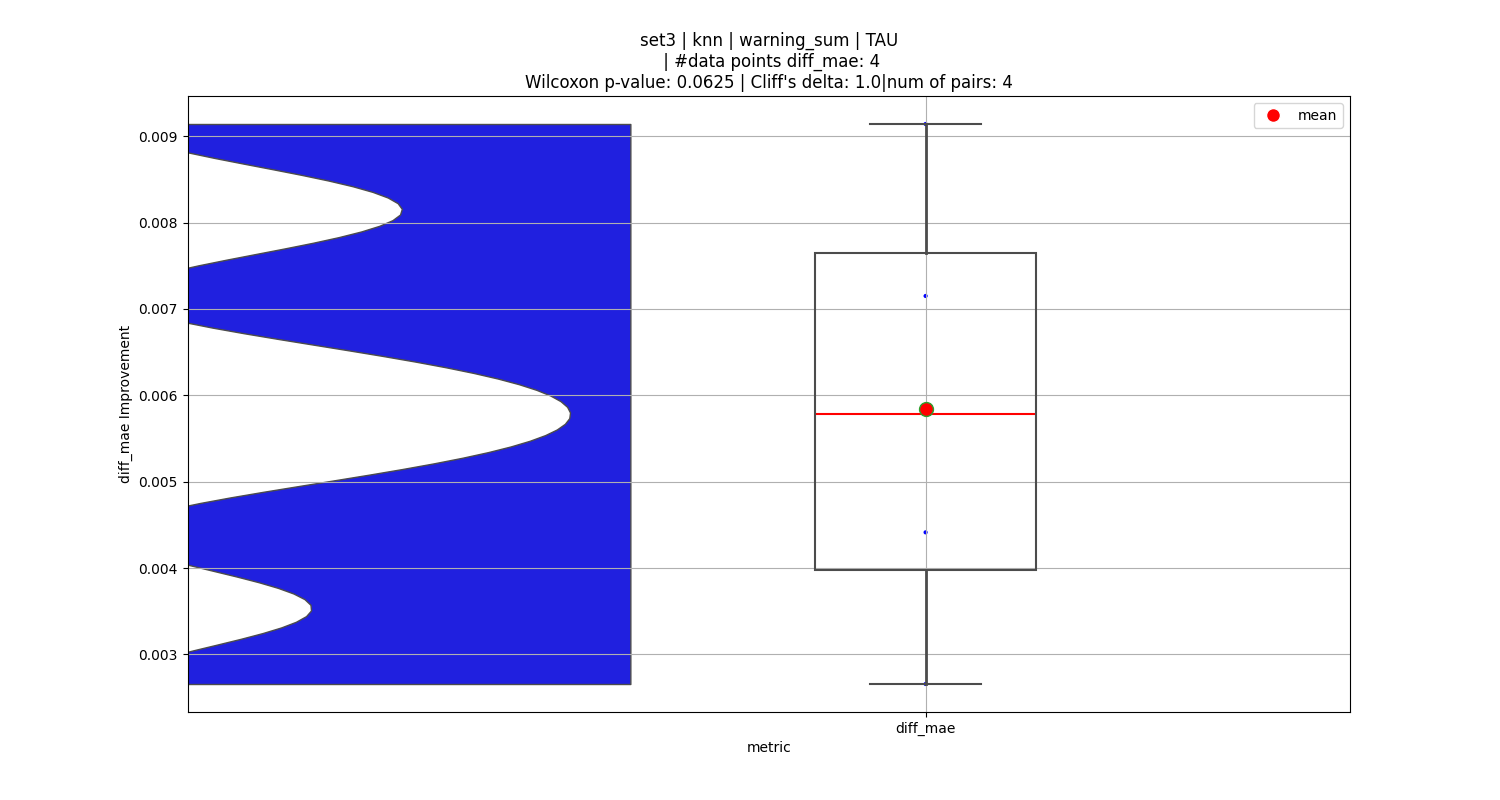 set3 | knn | warning_sum | TAU
| #data points diff_mae: 4
Wilcoxon p-value: 0.0625 | Cliff's delta: 1.0|num of pairs: 4
mean
0.009
0.008
0.007
0.006
0.005
0.004
0.003
diff_mae Improvement
diff_mae
metric